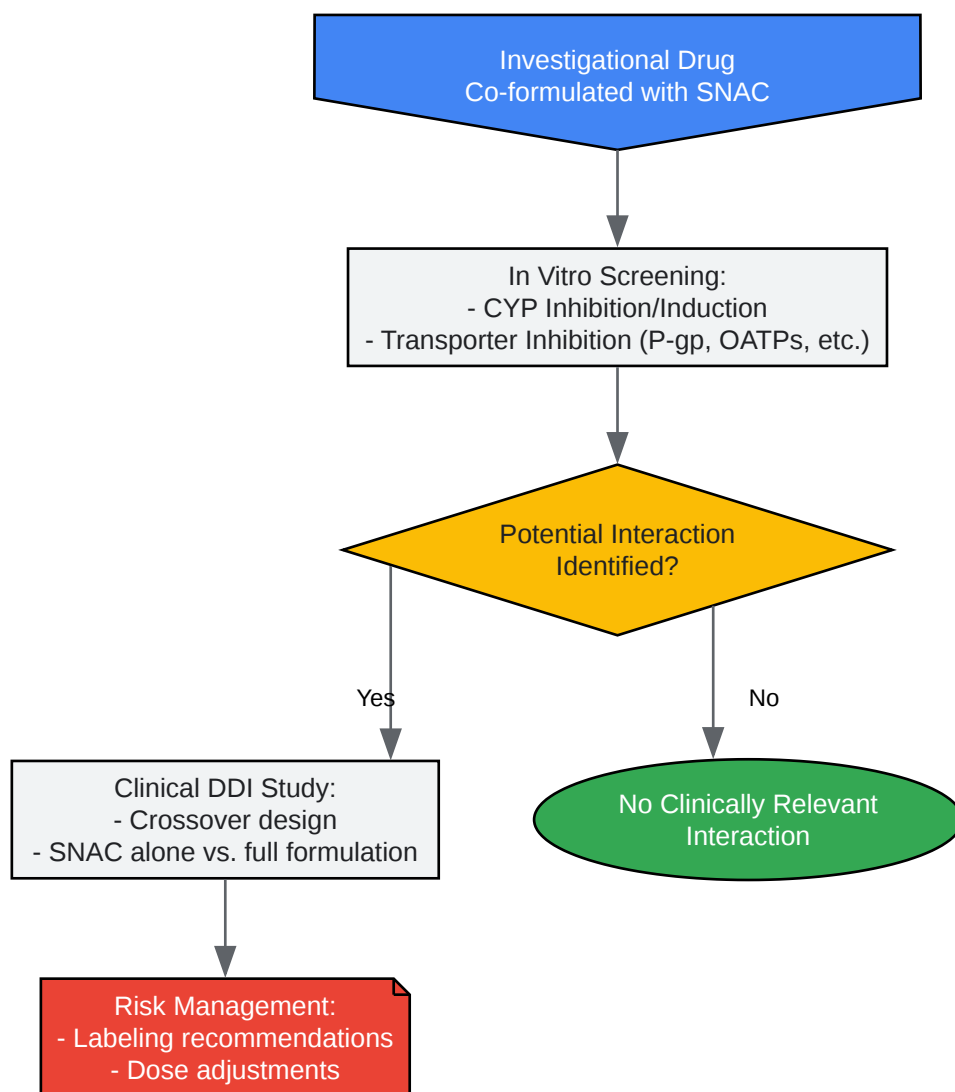 Investigational Drug
Co-formulated with SNAC
In Vitro Screening:
- CYP Inhibition/Induction
- Transporter Inhibition (P-gp, OATPs, etc.)
Potential Interaction
Identified?
Yes
No
Clinical DDI Study:
- Crossover design
- SNAC alone vs. full formulation
No Clinically Relevant
Interaction
Risk Management:
- Labeling recommendations
- Dose adjustments